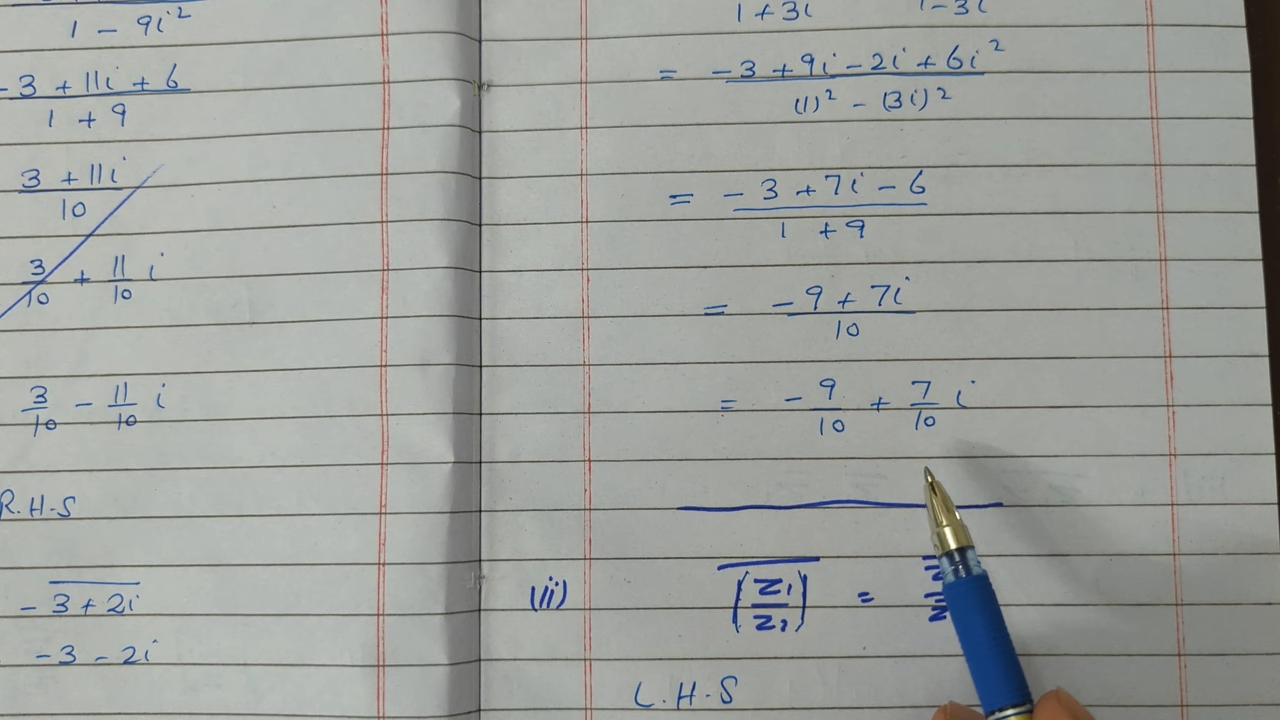 1 - 9i²
-3 + 11i + 6
1 + 9
3 + 11i
10
3/10 + 11/10 i
3/10 - 11/10 i
R.H.S
-3 + 2i
-3 - 2i
1 + 3i 1 - 3i
= -3 + 9i - 2i + 6i²
(1)² - (3i)²
= -3 + 7i - 6
1 + 9
= -9 + 7i
10
= -9/10 + 7/10 i
(ii) (Z₁/Z₂) =
L.H.S